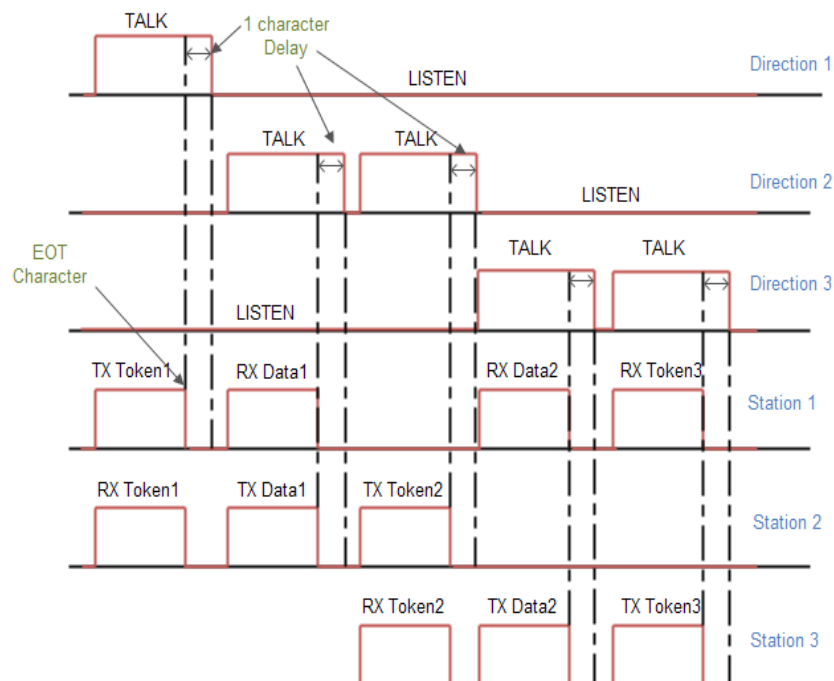 TALK
1 character
Delay
LISTEN
Direction 1
TALK
TALK
LISTEN
Direction 2
EOT
Character
LISTEN
TALK
TALK
Direction 3
TX Token1
RX Data1
RX Data2
RX Token3
Station 1
RX Token1
TX Data1
TX Token2
Station 2
RX Token2
TX Data2
TX Token3
Station 3